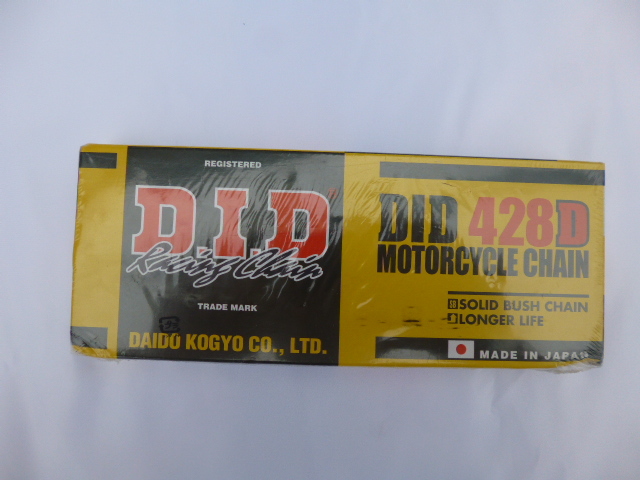 REGISTERED
D.I.D
Racing Chain
TRADE MARK
DAIDO KOGYO CO., LTD.
DID 428D
MOTORCYCLE CHAIN
SOLID BUSH CHAIN
LONGER LIFE
MADE IN JAPAN